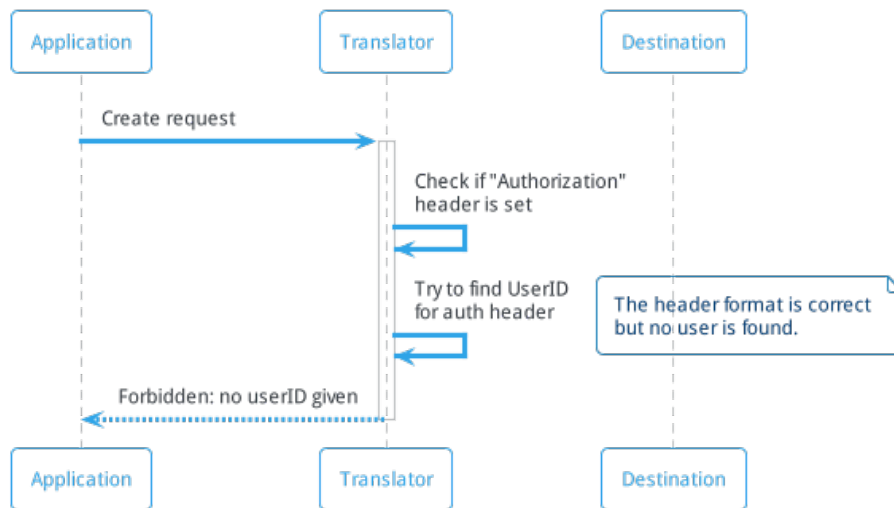 Application
Translator
Destination
Create request
Check if "Authorization"
header is set
Try to find UserID
for auth header
The header format is correct
but no user is found.
Forbidden: no userID given
Application
Translator
Destination